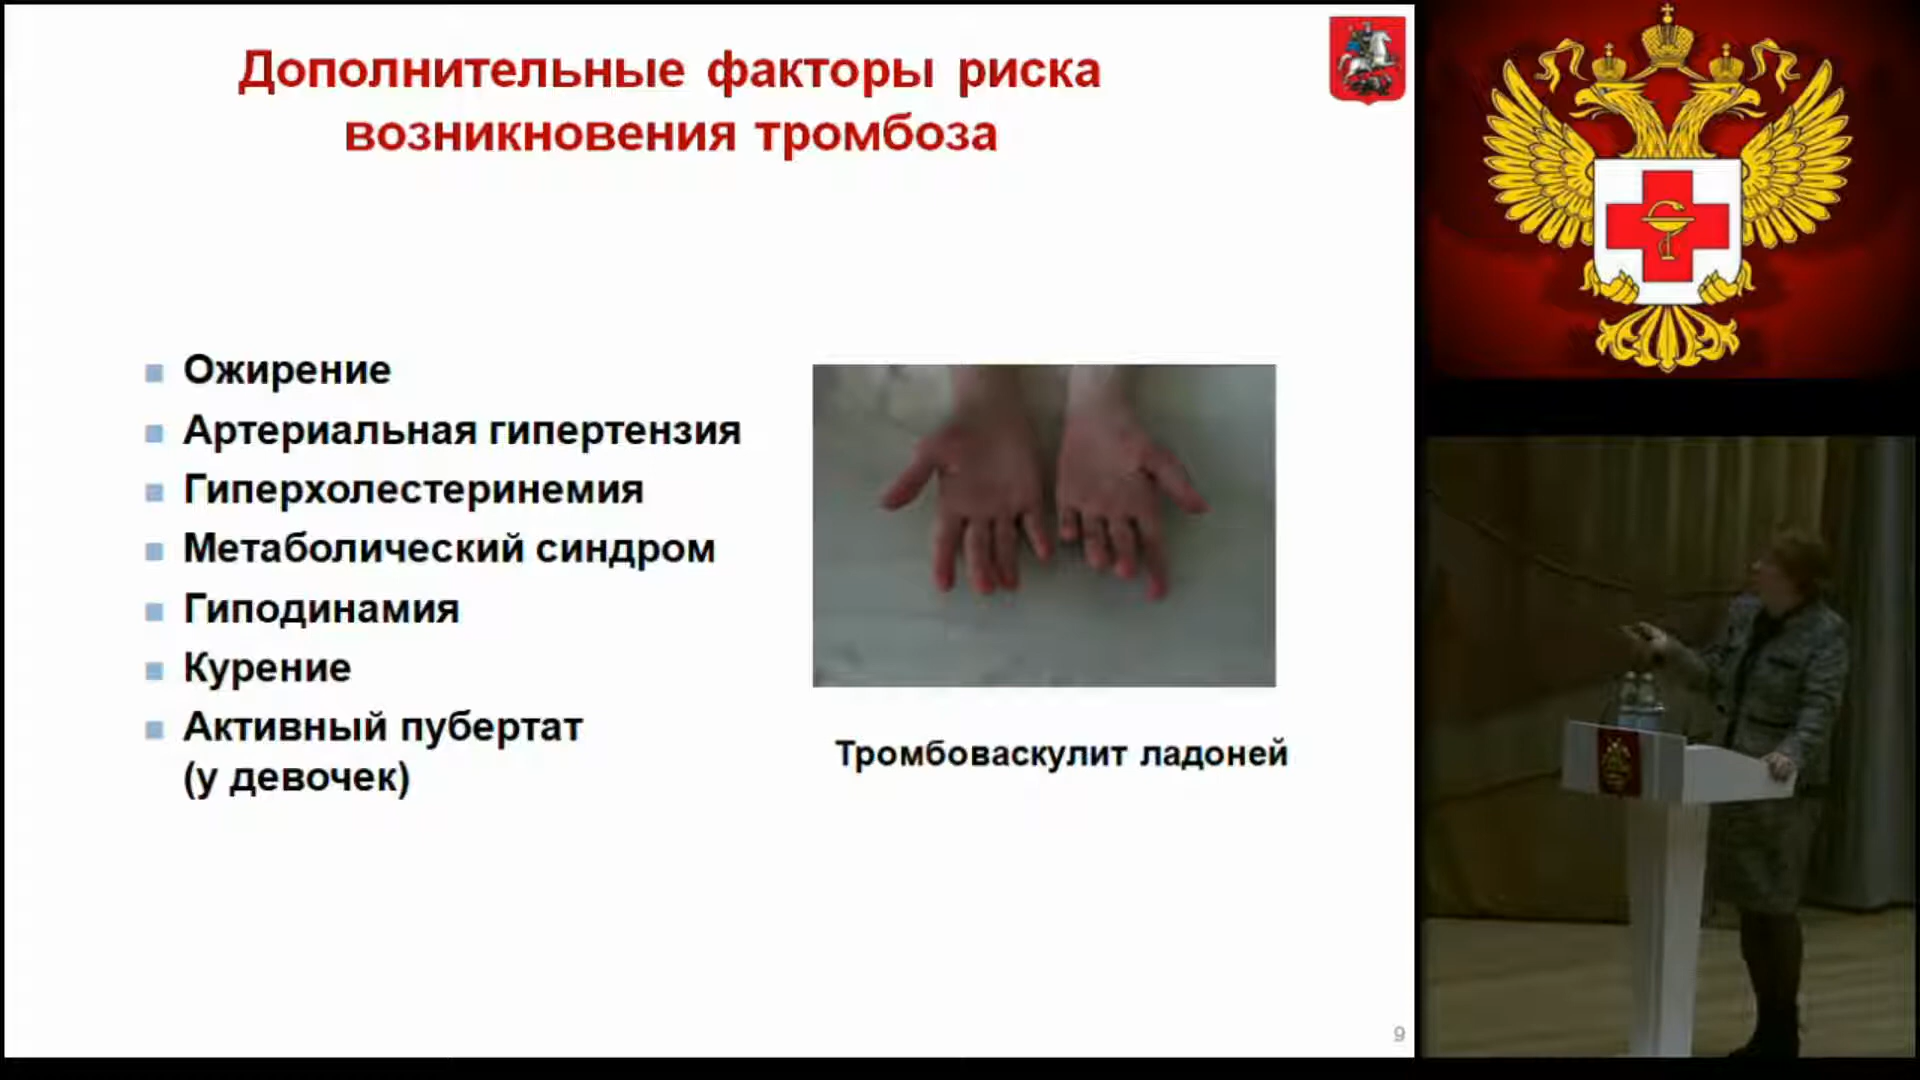 Дополнительные факторы риска
возникновения тромбоза
Ожирение
Артериальная гипертензия
Гиперхолестеринемия
Метаболический синдром
Гиподинамия
Курение
Активный пубертат
(у девочек)
Тромбоваскулит ладоней
9